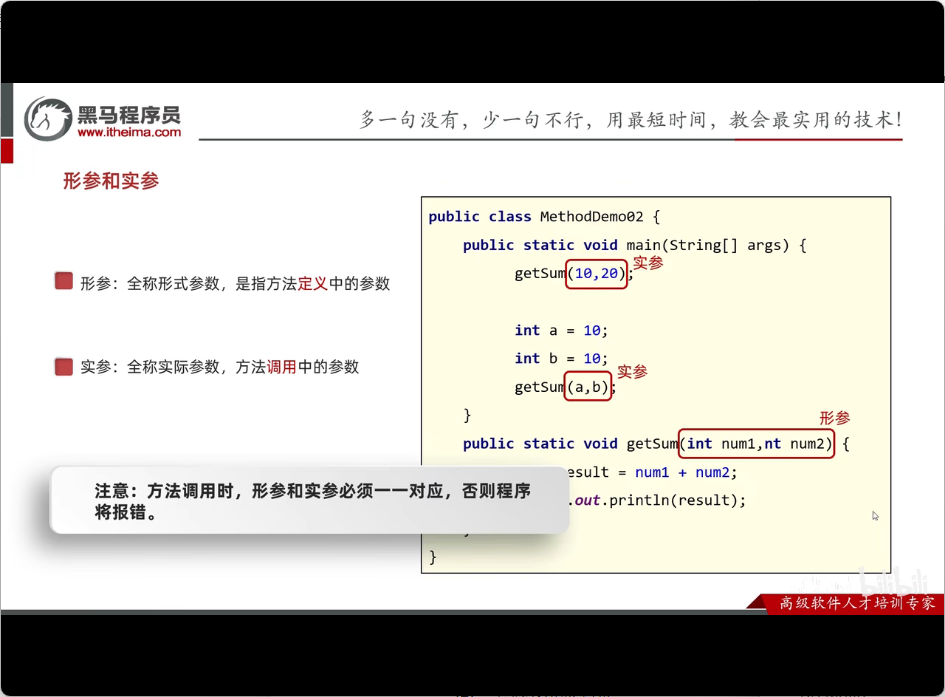 黑马程序员
www.itheima.com
多一句没有，少一句不行，用最短时间，教会最实用的技术！
形参和实参
形参：全称形式参数，是指方法定义中的参数
实参：全称实际参数，方法调用中的参数
注意：方法调用时，形参和实参必须一一对应，否则程序
将报错。
public class MethodDemo02 {
public static void main(String[] args) {
getSum(10,20);
实参
int a = 10;
int b = 10;
getSum(a,b);
实参
}
形参
public static void getSum(int num1,nt num2) {
esult = num1 + num2;
.out.println(result);
}
bilibili
高级软件人才培训专家